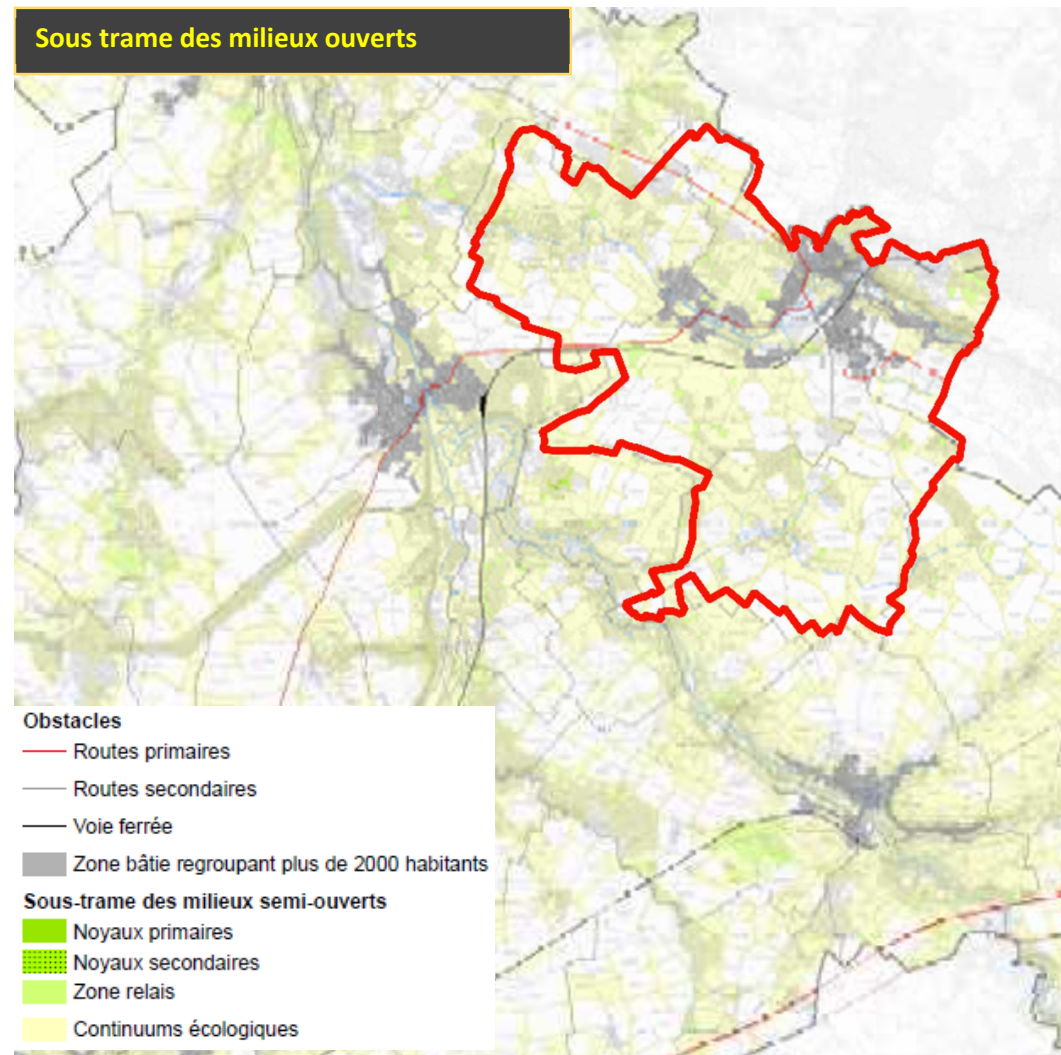 Sous trame des milieux ouverts
Obstacles
Routes primaires
Routes secondaires
Voie ferrée
Zone bâtie regroupant plus de 2000 habitants
Sous-trame des milieux semi-ouverts
Noyaux primaires
Noyaux secondaires
Zone relais
Continuums écologiques